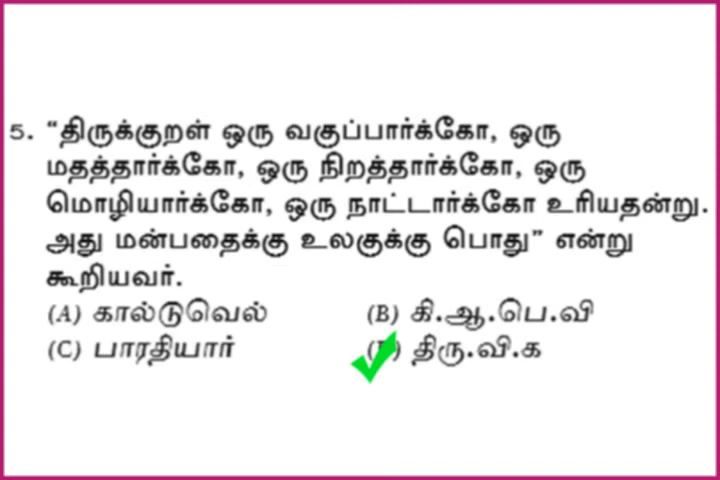 5. “திருக்குறள் ஒரு வகுப்பார்க்கோ, ஒரு
மதத்தார்க்கோ, ஒரு நிறத்தார்க்கோ, ஒரு
மொழியார்க்கோ, ஒரு நாட்டார்க்கோ உரியதன்று.
அது மன்பதைக்கு உலகுக்கு பொது” என்று
கூறியவர்.
(A) கால்டுவெல் (B) கி.ஆ.பெ.வி
(C) பாரதியார் திரு.வி.க